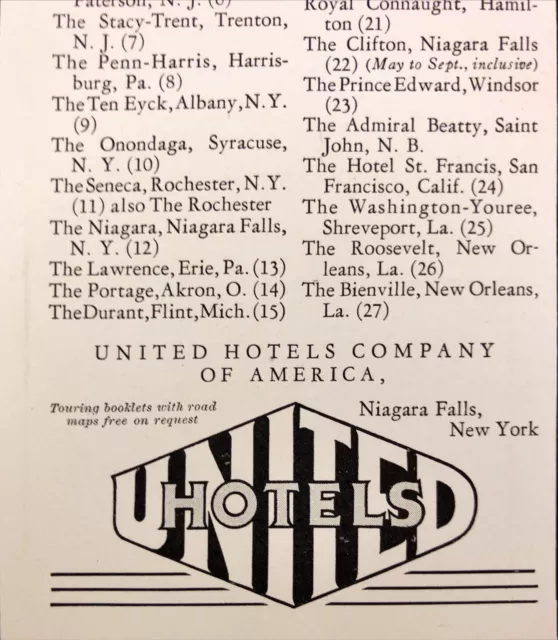 Paterson, N. J. (6)
The Stacy-Trent, Trenton,
N. J. (7)
The Penn-Harris, Harris-
burg, Pa. (8)
The Ten Eyck, Albany, N.Y.
(9)
The Onondaga, Syracuse,
N. Y. (10)
The Seneca, Rochester, N.Y.
(11) also The Rochester
The Niagara, Niagara Falls,
N. Y. (12)
The Lawrence, Erie, Pa. (13)
The Portage, Akron, O. (14)
The Durant, Flint, Mich. (15)
Royal Connaught, Hamil-
ton (21)
The Clifton, Niagara Falls
(22) (May to Sept., inclusive)
The Prince Edward, Windsor
(23)
The Admiral Beatty, Saint
John, N. B.
The Hotel St. Francis, San
Francisco, Calif. (24)
The Washington-Youree,
Shreveport, La. (25)
The Roosevelt, New Or-
leans, La. (26)
The Bienville, New Orleans,
La. (27)
UNITED HOTELS COMPANY
OF AMERICA,
Touring booklets with road
maps free on request
Niagara Falls,
New York
UNITED
HOTELS